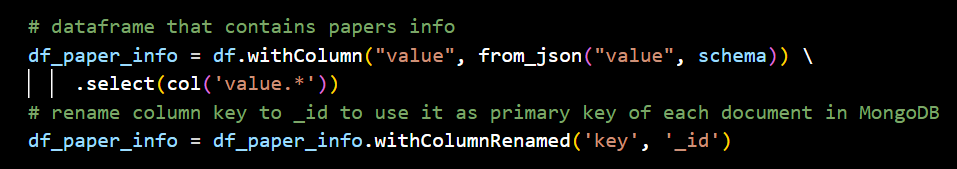 # dataframe that contains papers info
df_paper_info = df.withColumn("value", from_json("value", schema)) \
    .select(col('value.*'))
# rename column key to _id to use it as primary key of each document in MongoDB
df_paper_info = df_paper_info.withColumnRenamed('key', '_id')